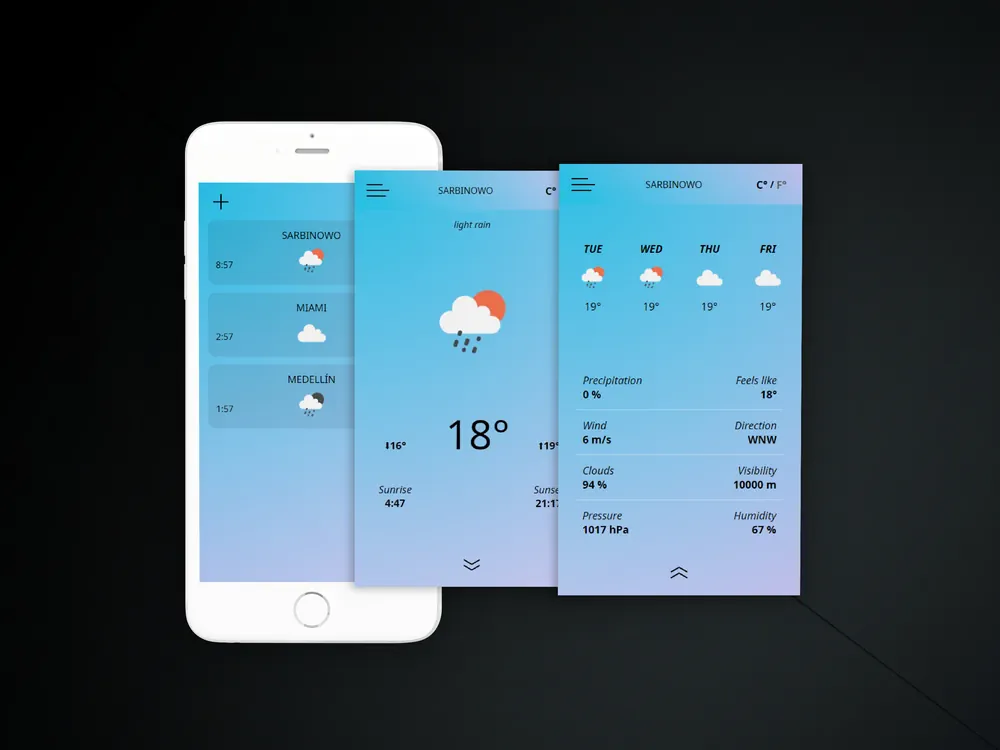 SARBINOWO
8:57
MIAMI
2:57
MEDELLÍN
1:57
SARBINOWO C°
light rain
16° 18° 19°
Sunrise
4:47 21:17
SARBINOWO C° / F°
TUE WED THU FRI
19° 19° 19° 19°
Precipitation Feels like
0 % 18°
Wind Direction
6 m/s WNW
Clouds Visibility
94 % 10000 m
Pressure Humidity
1017 hPa 67 %